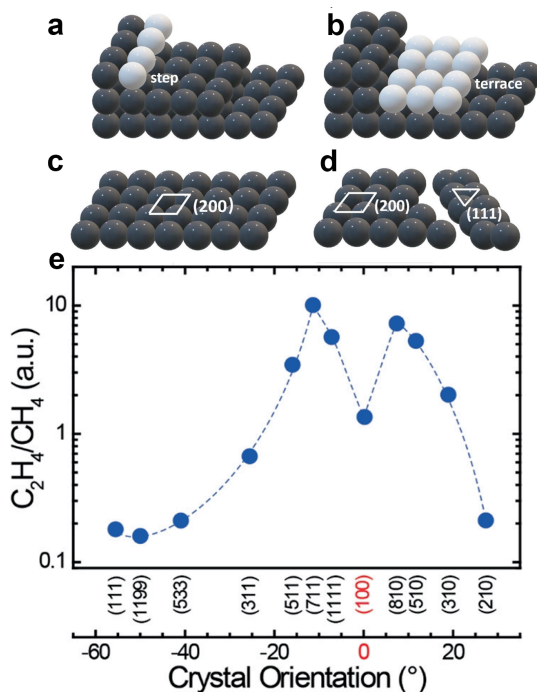 a
b
step
terrace
c
d
(200)
(200)
(111)
e
C₂H₄/CH₄ (a.u.)
10
1
0.1
(111)
(1199)
(533)
(311)
(511)
(711)
(1111)
(100)
(810)
(510)
(310)
(210)
-60 -40 -20 0 20
Crystal Orientation (°)